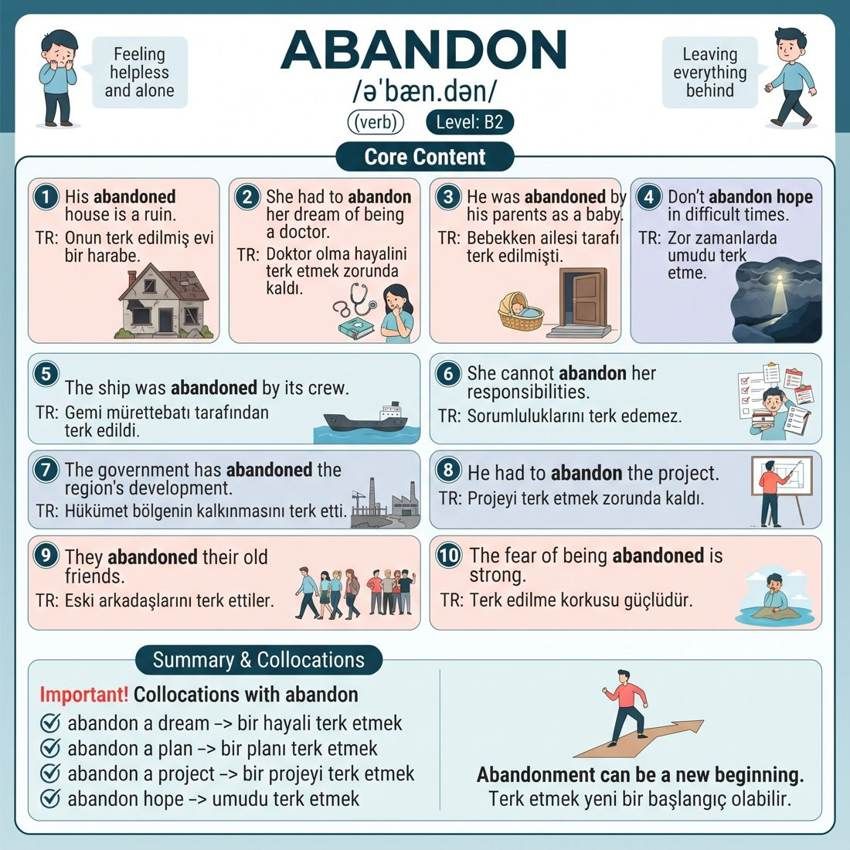 Feeling
helpless
and alone
ABANDON
/ə'bæn.dən/
(verb) Level: B2
Leaving
everything
behind
Core Content
1 His abandoned
house is a ruin.
TR: Onun terk edilmiş evi
bir harabe.
2 She had to abandon
her dream of being
a doctor.
TR: Doktor olma hayalini
terk etmek zorunda
kaldı.
3 He was abandoned by
his parents as a baby.
TR: Bebekken ailesi tarafı
terk edilmişti.
4 Don't abandon hope
in difficult times.
TR: Zor zamanlarda
umudu terk
etme.
5 The ship was abandoned by its crew.
TR: Gemi mürettebatı tarafından
terk edildi.
6 She cannot abandon her
responsibilities.
TR: Sorumluluklarını terk edemez.
7 The government has abandoned the
region's development.
TR: Hükümet bölgenin kalkınmasını terk etti.
8 He had to abandon the project.
TR: Projeyi terk etmek zorunda kaldı.
9 They abandoned their old
friends.
TR: Eski arkadaşlarını terk ettiler.
10 The fear of being abandoned is
strong.
TR: Terk edilme korkusu güçlüdür.
Summary & Collocations
Important! Collocations with abandon
abandon a dream –> bir hayali terk etmek
abandon a plan –> bir planı terk etmek
abandon a project –> bir projeyi terk etmek
abandon hope –> umudu terk etmek
Abandonment can be a new beginning.
Terk etmek yeni bir başlangıç olabilir.